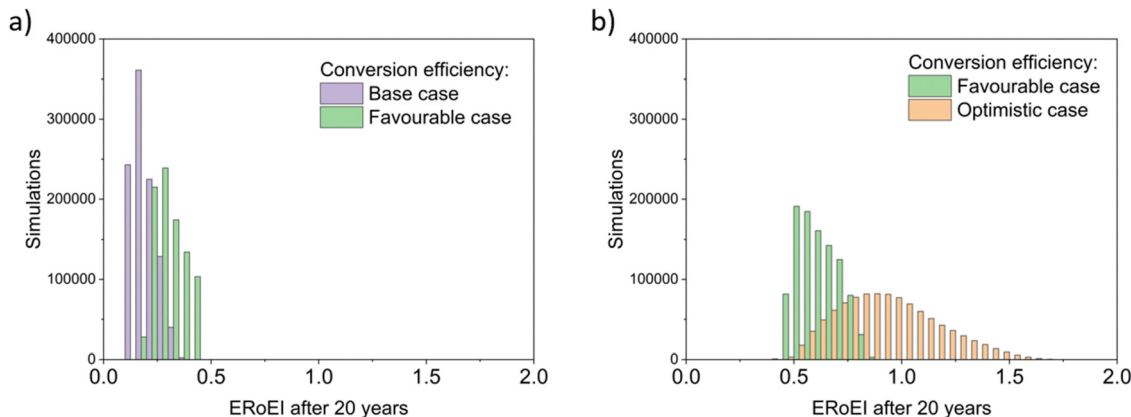 a)
400000
300000
200000
100000
0
Simulations
Conversion efficiency:
Base case
Favourable case
0.0 0.5 1.0 1.5 2.0
ERoEI after 20 years
b)
400000
300000
200000
100000
0
Simulations
Conversion efficiency:
Favourable case
Optimistic case
0.0 0.5 1.0 1.5 2.0
ERoEI after 20 years